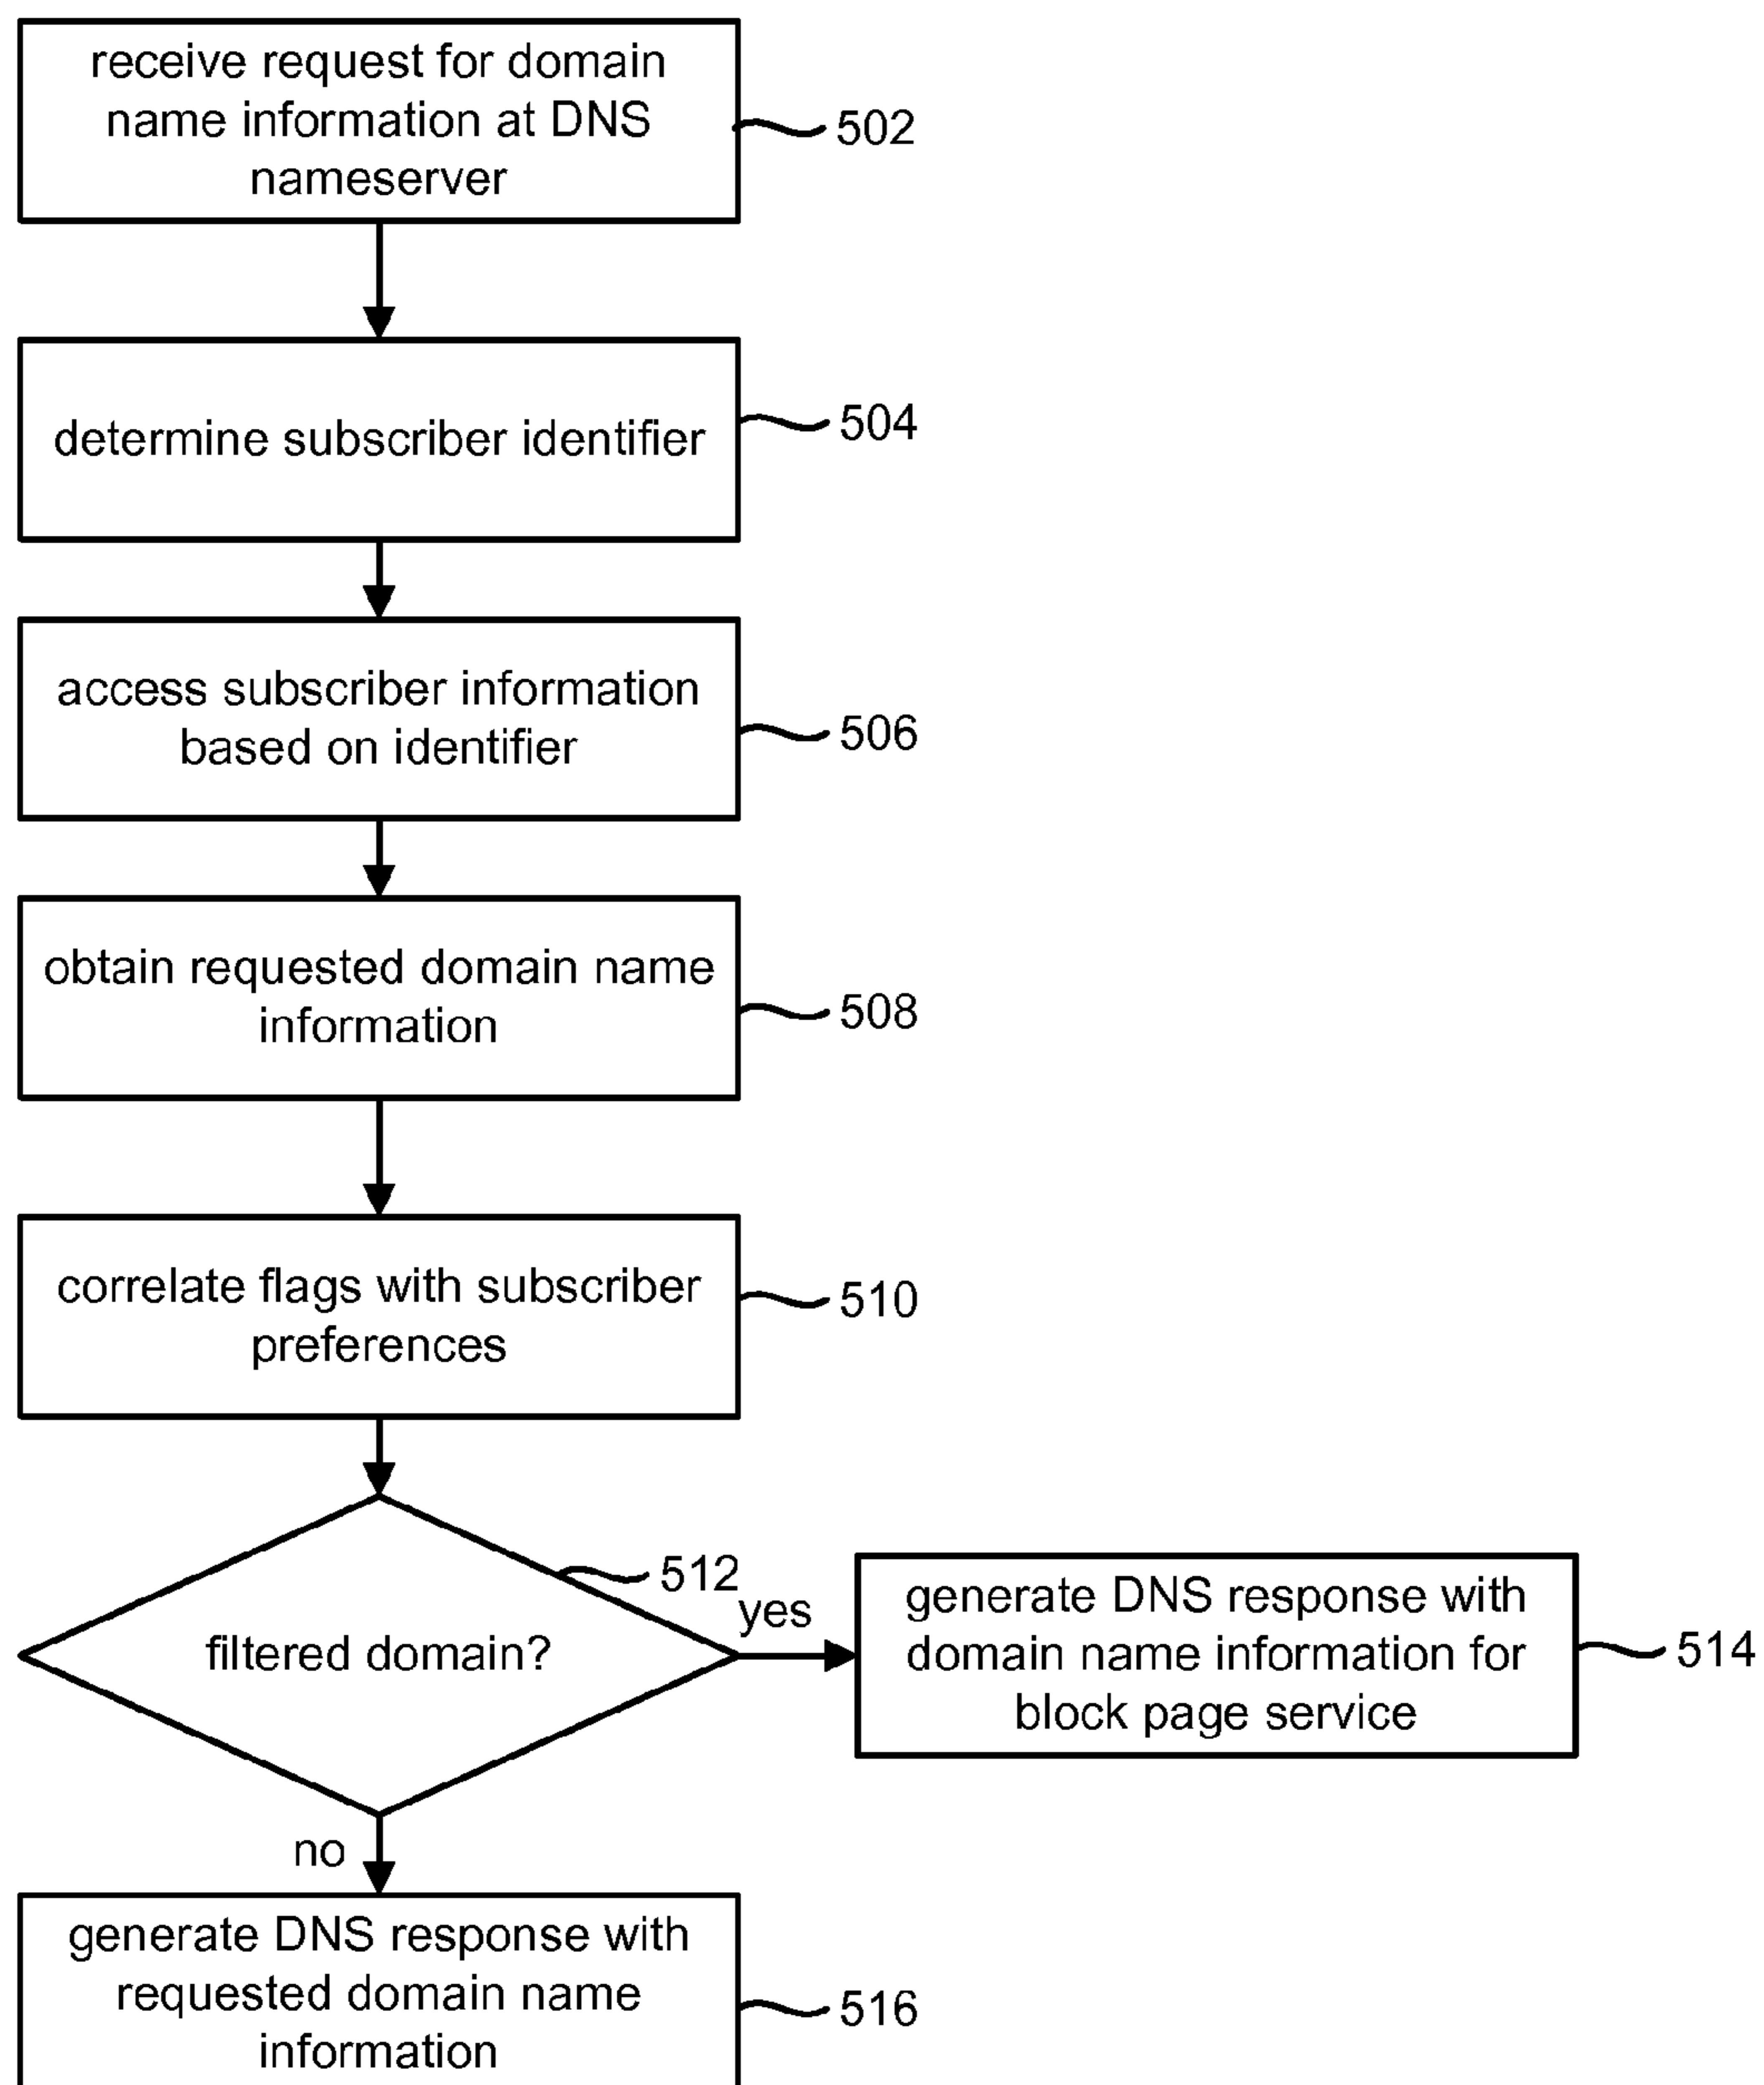 receive request for domain
name information at DNS
nameserver
502
determine subscriber identifier
504
access subscriber information
based on identifier
506
obtain requested domain name
information
508
correlate flags with subscriber
preferences
510
512
filtered domain?
yes
generate DNS response with
domain name information for
block page service
514
no
generate DNS response with
requested domain name
information
516